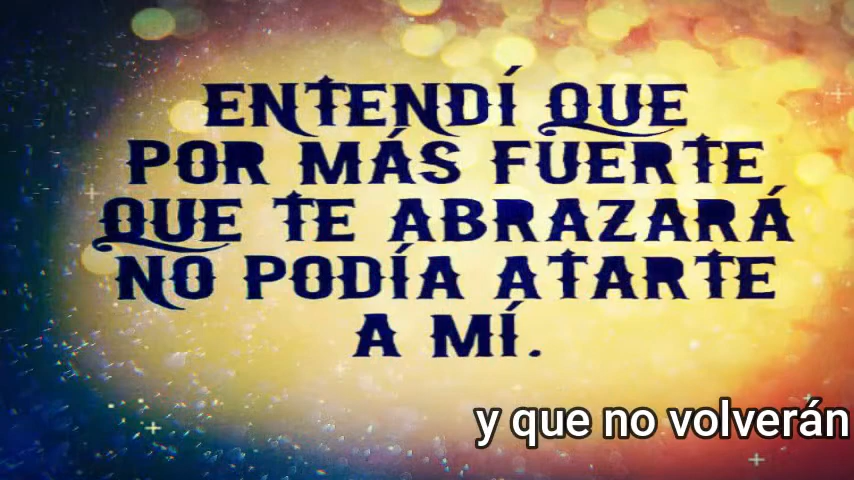 ENTENDÍ QUE
POR MÁS FUERTE
QUE TE ABRAZARÁ
NO PODÍA ATARTE
A MÍ.
y que no volverán